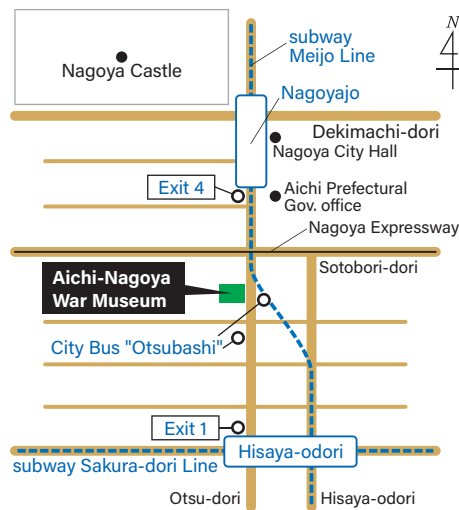 N
subway
Meijo Line
Nagoya Castle
Nagoyajo
Dekimachi-dori
Nagoya City Hall
Exit 4
Aichi Prefectural
Gov. office
Nagoya Expressway
Sotobori-dori
Aichi-Nagoya
War Museum
City Bus "Otsubashi"
Exit 1
Hisaya-odori
subway Sakura-dori Line
Otsu-dori
Hisaya-odori